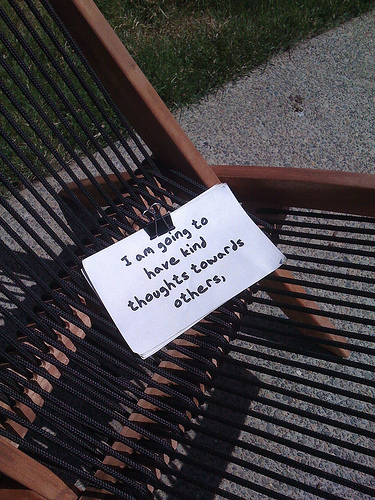 I am going to
have kind
thoughts towards
others,